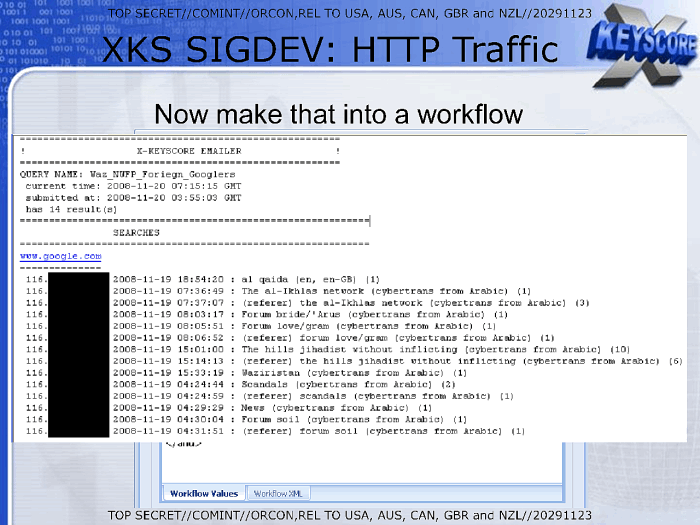 TOP SECRET//COMINT//ORCON,REL TO USA, AUS, CAN, GBR and NZL//20291123
XKS SIGDEV: HTTP Traffic
KEYSCORE
Now make that into a workflow
=====================================================
! X-KEYSCORE EMAILER !
=====================================================
QUERY NAME: Waz_NWFP_Foriegn_Googlers
current time: 2008-11-20 07:15:15 GMT
submitted at: 2008-11-20 03:55:03 GMT
has 14 result(s)
==========================================================
SEARCHES
==========================================================
www.google.com
--------------
116. 2008-11-19 18:54:20 : al qaida [en, en-GB] (1)
116. 2008-11-19 07:36:49 : The al-Ikhlas network (cybertrans from Arabic) (1)
116. 2008-11-19 07:37:07 : (referer) the al-Ikhlas network (cybertrans from Arabic) (3)
116. 2008-11-19 08:03:17 : Forum bride/'Arus (cybertrans from Arabic) (1)
116. 2008-11-19 08:05:51 : Forum love/gram (cybertrans from Arabic) (1)
116. 2008-11-19 08:06:52 : (referer) forum love/gram (cybertrans from Arabic) (1)
116. 2008-11-19 15:01:00 : The hills jihadist without inflicting (cybertrans from Arabic) (10)
116. 2008-11-19 15:14:13 : (referer) the hills jihadist without inflicting (cybertrans from Arabic) (6)
116. 2008-11-19 15:33:19 : Waziristan (cybertrans from Arabic) (1)
116. 2008-11-19 04:24:44 : Scandals (cybertrans from Arabic) (2)
116. 2008-11-19 04:24:59 : (referer) scandals (cybertrans from Arabic) (1)
116. 2008-11-19 04:29:29 : News (cybertrans from Arabic) (1)
116. 2008-11-19 04:30:04 : Forum soil (cybertrans from Arabic) (1)
116. 2008-11-19 04:31:51 : (referer) forum soil (cybertrans from Arabic) (1)
</and>
Workflow Values Workflow XML
TOP SECRET//COMINT//ORCON,REL TO USA, AUS, CAN, GBR and NZL//20291123